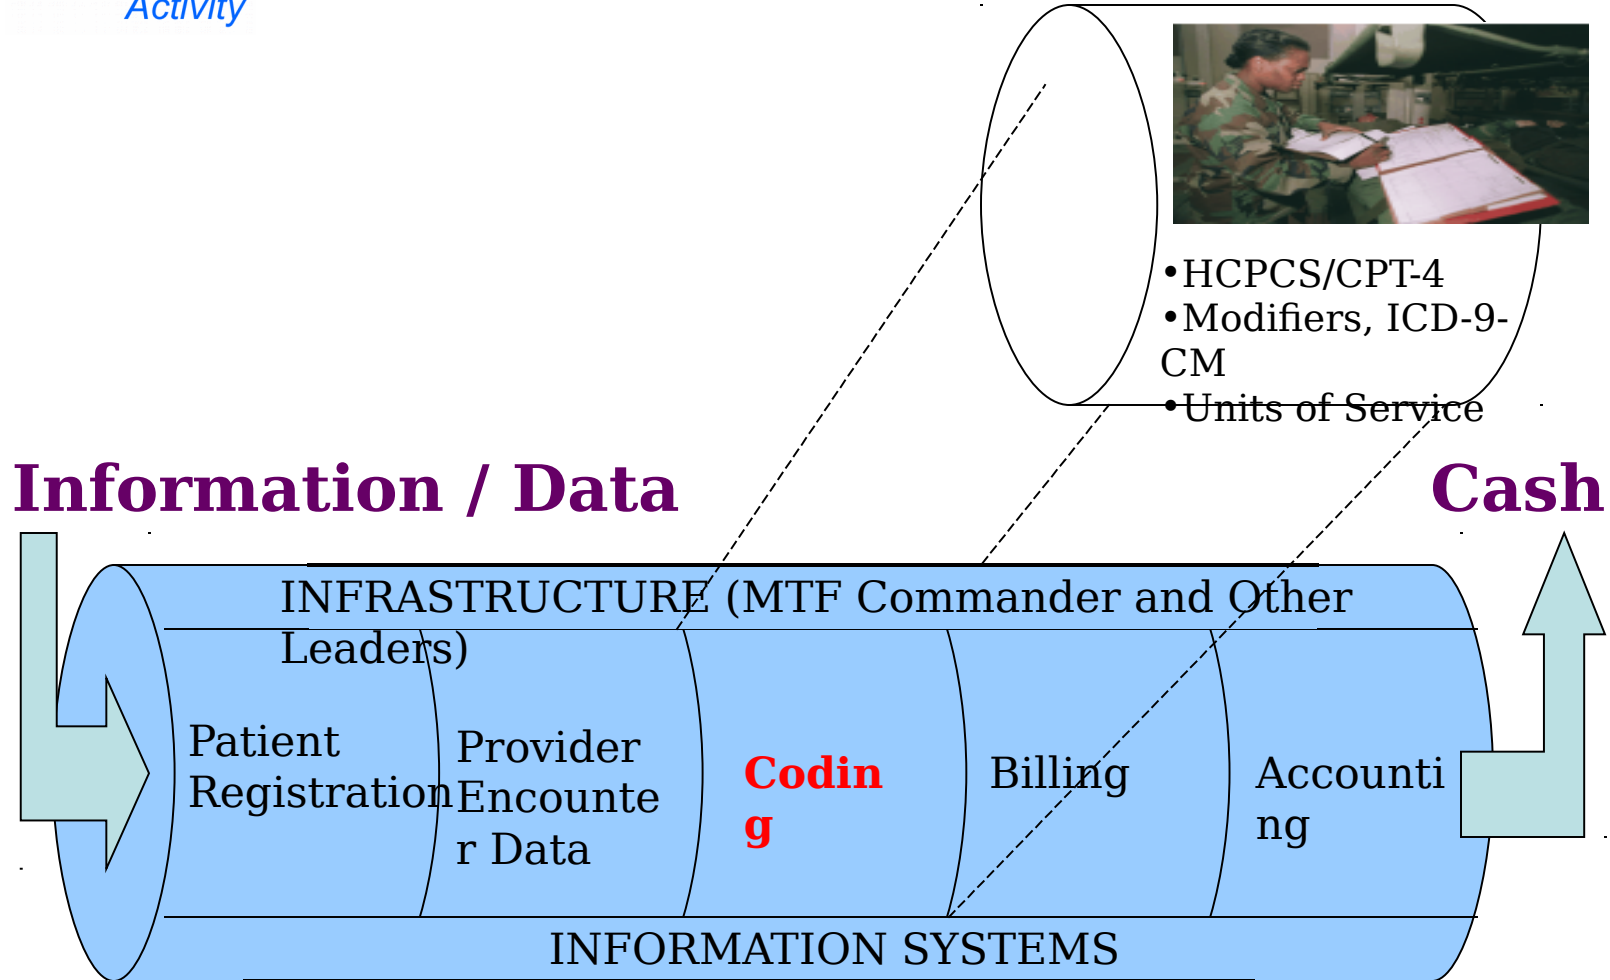 Activity
•HCPCS/CPT-4
•Modifiers, ICD-9-
CM
•Units of Service
Information / Data
Cash
INFRASTRUCTURE (MTF Commander and Other
Leaders)
Patient
Registration
Provider
Encounte
r Data
Codin
g
Billing
Accounti
ng
INFORMATION SYSTEMS